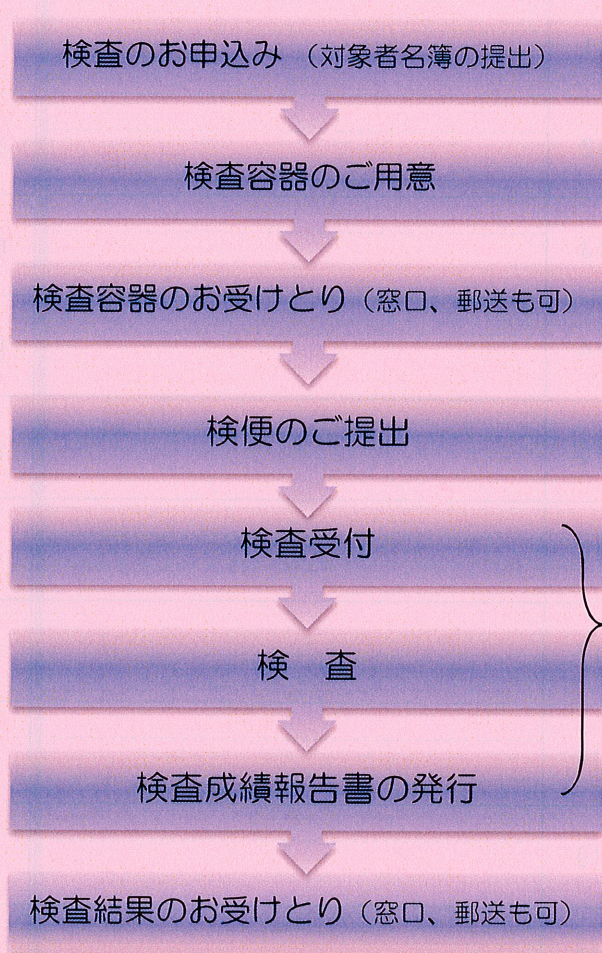 検査のお申込み（対象者名簿の提出）
検査容器のご用意
検査容器のお受けとり（窓口、郵送も可）
検便のご提出
検査受付
検　査
検査成績報告書の発行
検査結果のお受けとり（窓口、郵送も可）